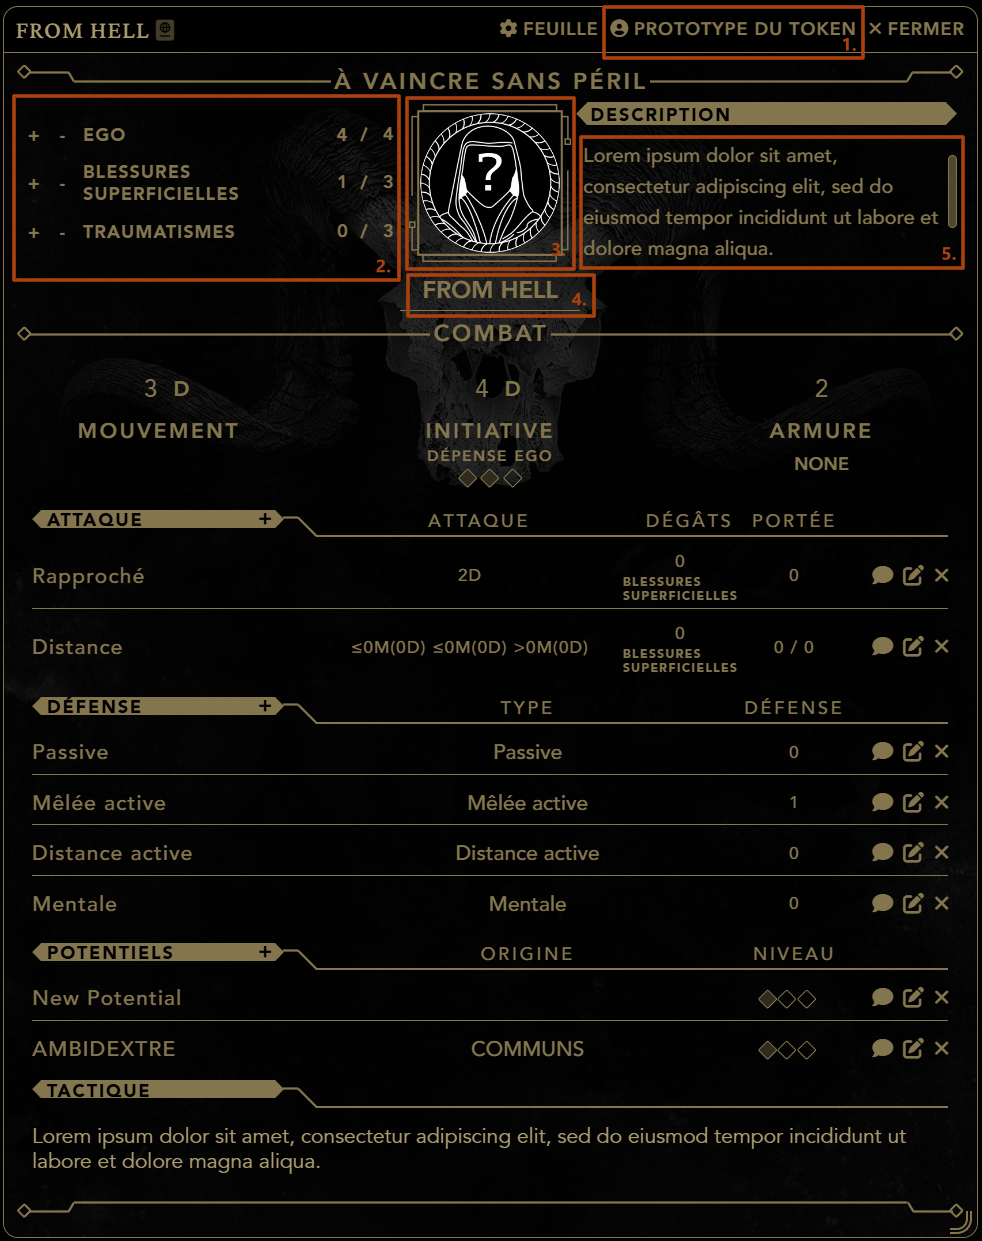 FROM HELL
FEUILLE
PROTOTYPE DU TOKEN
1.
FERMER
À VAINCRE SANS PÉRIL
+ - EGO 4 / 4
+ - BLESSURES SUPERFICIELLES 1 / 3
+ - TRAUMATISMES 0 / 3
2.
?
3.
FROM HELL
4.
DESCRIPTION
Lorem ipsum dolor sit amet,
consectetur adipiscing elit, sed do
eiusmod tempor incididunt ut labore et
dolore magna aliqua.
5.
COMBAT
3 D
MOUVEMENT
4 D
INITIATIVE
DÉPENSE EGO
2
ARMURE
NONE
ATTAQUE + ATTAQUE DÉGÂTS PORTÉE
Rapproché 2D 0 BLESSURES SUPERFICIELLES 0
Distance ≤0M(0D) ≤0M(0D) >0M(0D) 0 BLESSURES SUPERFICIELLES 0 / 0
DÉFENSE + TYPE DÉFENSE
Passive Passive 0
Mêlée active Mêlée active 1
Distance active Distance active 0
Mentale Mentale 0
POTENTIELS + ORIGINE NIVEAU
New Potential
AMBIDEXTRE COMMUNS
TACTIQUE
Lorem ipsum dolor sit amet, consectetur adipiscing elit, sed do eiusmod tempor incididunt ut
labore et dolore magna aliqua.